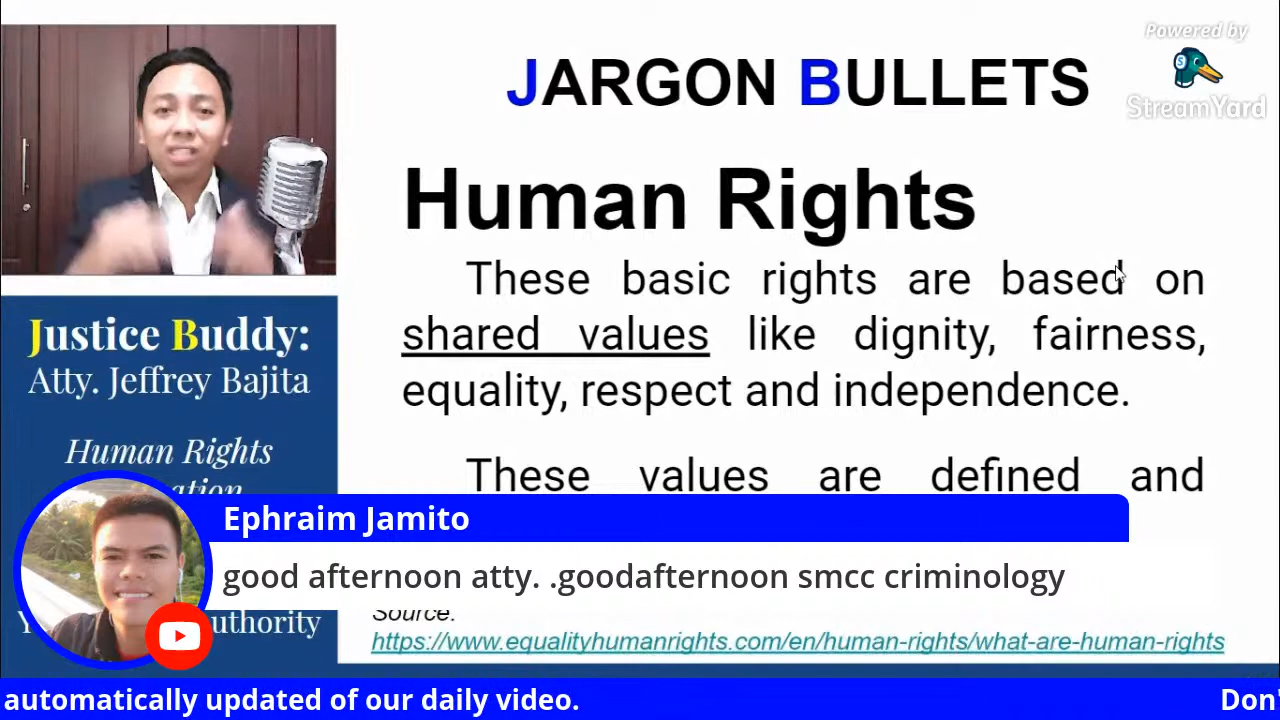 JARGON BULLETS
Powered by
StreamYard
Human Rights
These basic rights are based on
shared values like dignity, fairness,
equality, respect and independence.
These values are defined and
Justice Buddy:
Atty. Jeffrey Bajita
Human Rights
Ephraim Jamito
good afternoon atty. .goodafternoon smcc criminology
Source:
https://www.equalityhumanrights.com/en/human-rights/what-are-human-rights
automatically updated of our daily video.